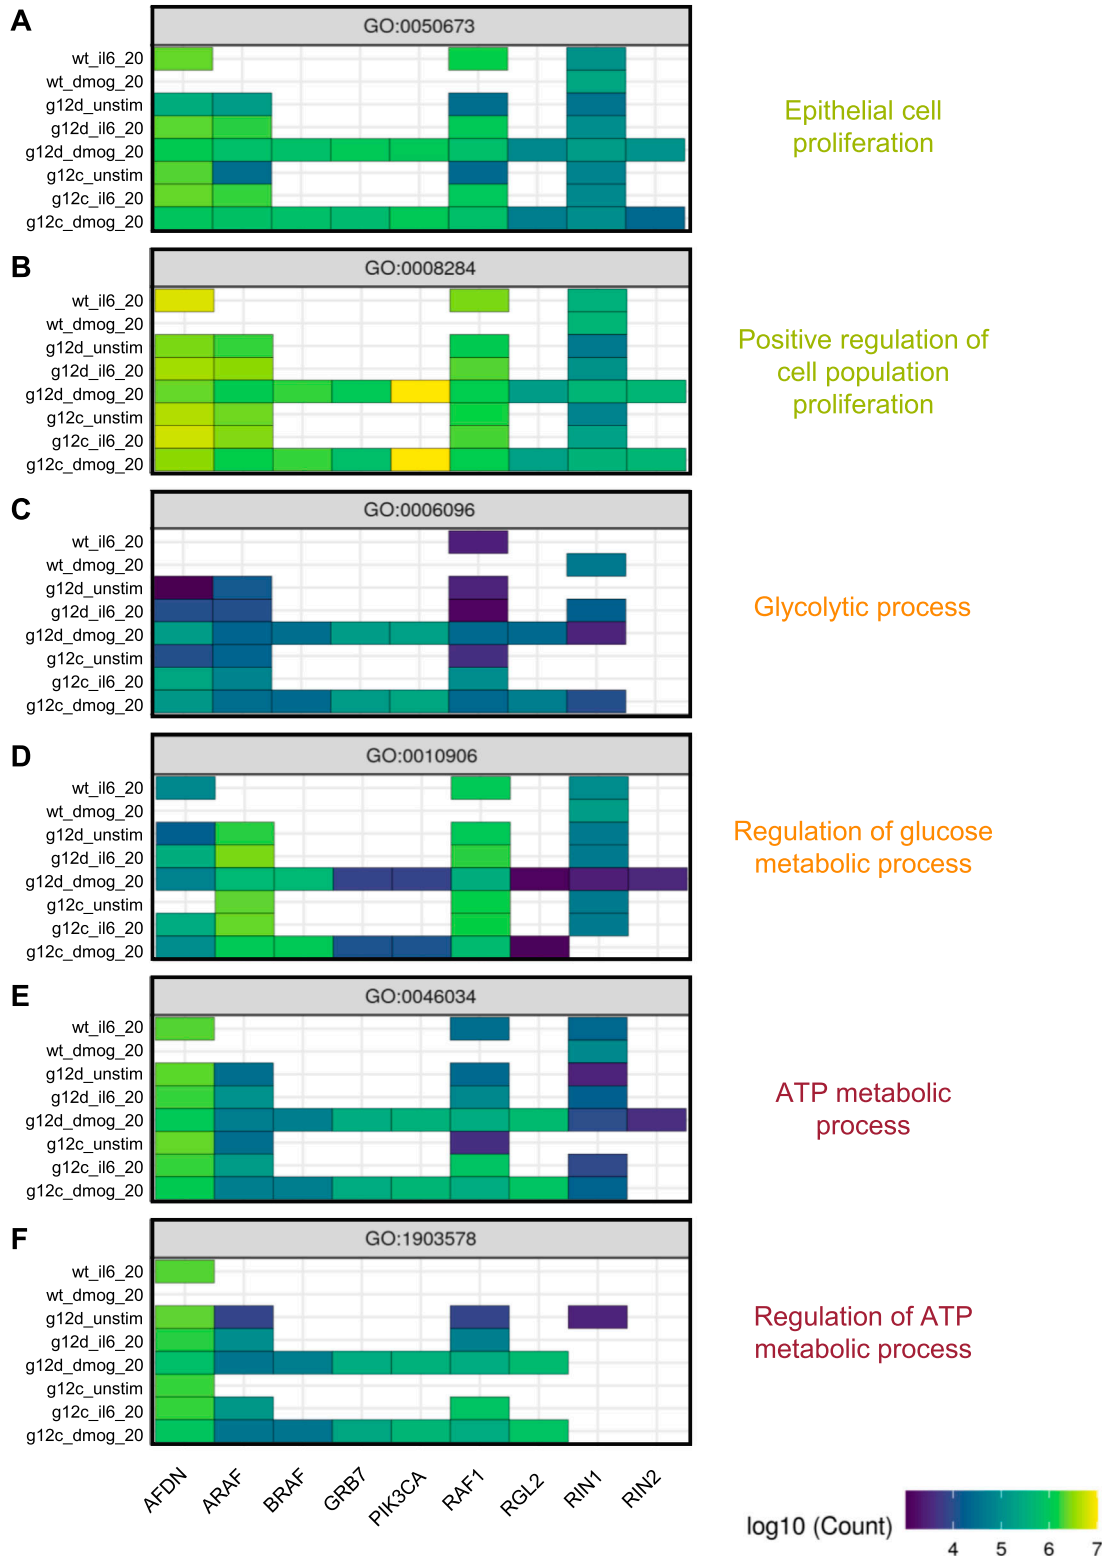 A
GO:0050673
wt_il6_20
wt_dmog_20
g12d_unstim
g12d_il6_20
g12d_dmog_20
g12c_unstim
g12c_il6_20
g12c_dmog_20
Epithelial cell
proliferation
B
GO:0008284
wt_il6_20
wt_dmog_20
g12d_unstim
g12d_il6_20
g12d_dmog_20
g12c_unstim
g12c_il6_20
g12c_dmog_20
Positive regulation of
cell population
proliferation
C
GO:0006096
wt_il6_20
wt_dmog_20
g12d_unstim
g12d_il6_20
g12d_dmog_20
g12c_unstim
g12c_il6_20
g12c_dmog_20
Glycolytic process
D
GO:0010906
wt_il6_20
wt_dmog_20
g12d_unstim
g12d_il6_20
g12d_dmog_20
g12c_unstim
g12c_il6_20
g12c_dmog_20
Regulation of glucose
metabolic process
E
GO:0046034
wt_il6_20
wt_dmog_20
g12d_unstim
g12d_il6_20
g12d_dmog_20
g12c_unstim
g12c_il6_20
g12c_dmog_20
ATP metabolic
process
F
GO:1903578
wt_il6_20
wt_dmog_20
g12d_unstim
g12d_il6_20
g12d_dmog_20
g12c_unstim
g12c_il6_20
g12c_dmog_20
Regulation of ATP
metabolic process
AFDN ARAF BRAF GRB7 PIK3CA RAF1 RGL2 RIN1 RIN2
log10 (Count)
4 5 6 7